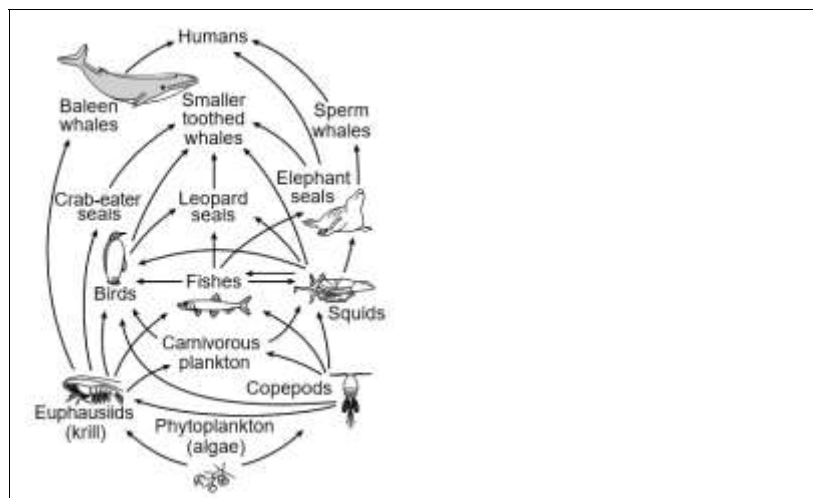 Humans
Baleen
whales
Smaller
toothed
whales
Sperm
whales
Crab-eater
seals
Leopard
seals
Elephant
seals
Birds
Fishes
Squids
Carnivorous
plankton
Copepods
Euphausiids
(krill)
Phytoplankton
(algae)